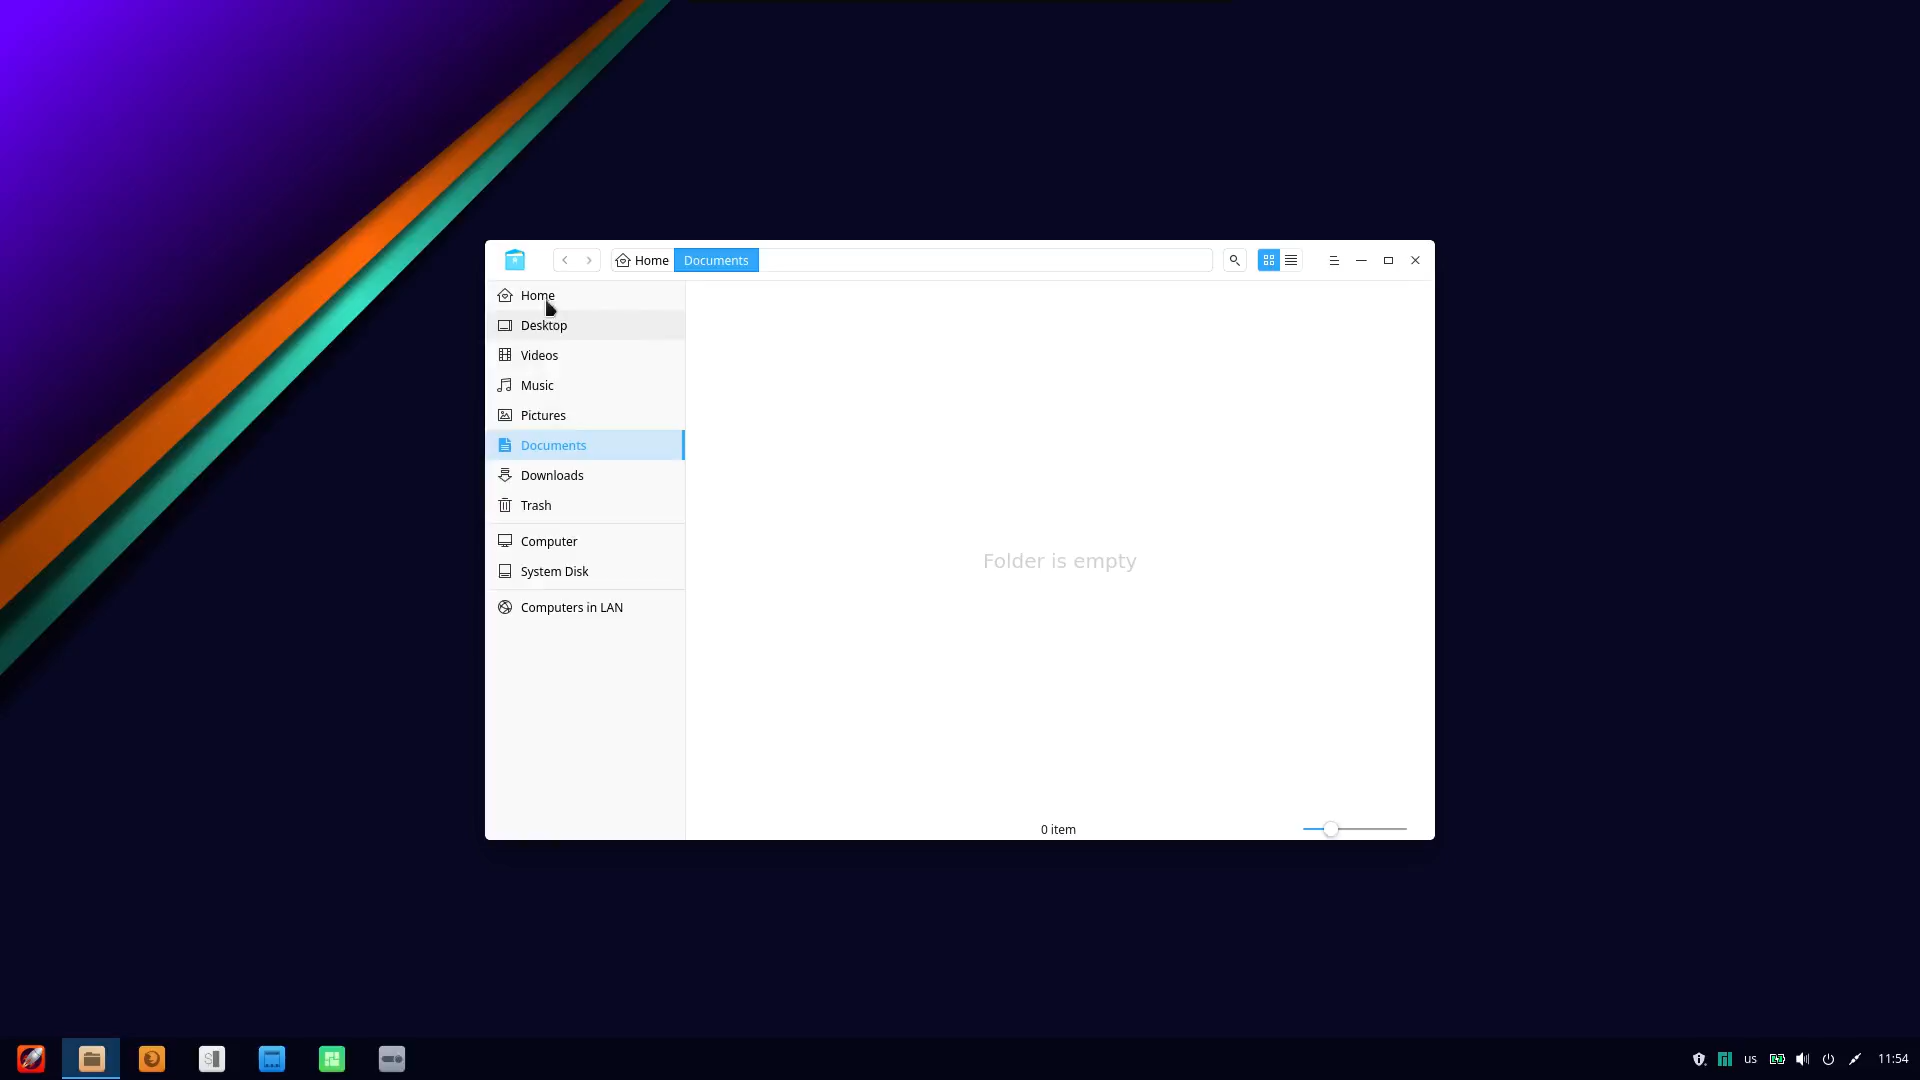 Home Documents
Home
Desktop
Videos
Music
Pictures
Documents
Downloads
Trash
Computer
System Disk
Computers in LAN
Folder is empty
0 item
us 11:54